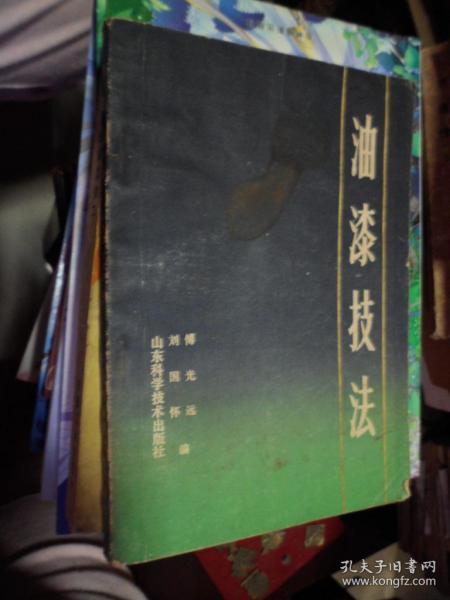 油漆技法
傅光远
刘国怀 编
山东科学技术出版社
孔夫子旧书网
www.kongfz.com